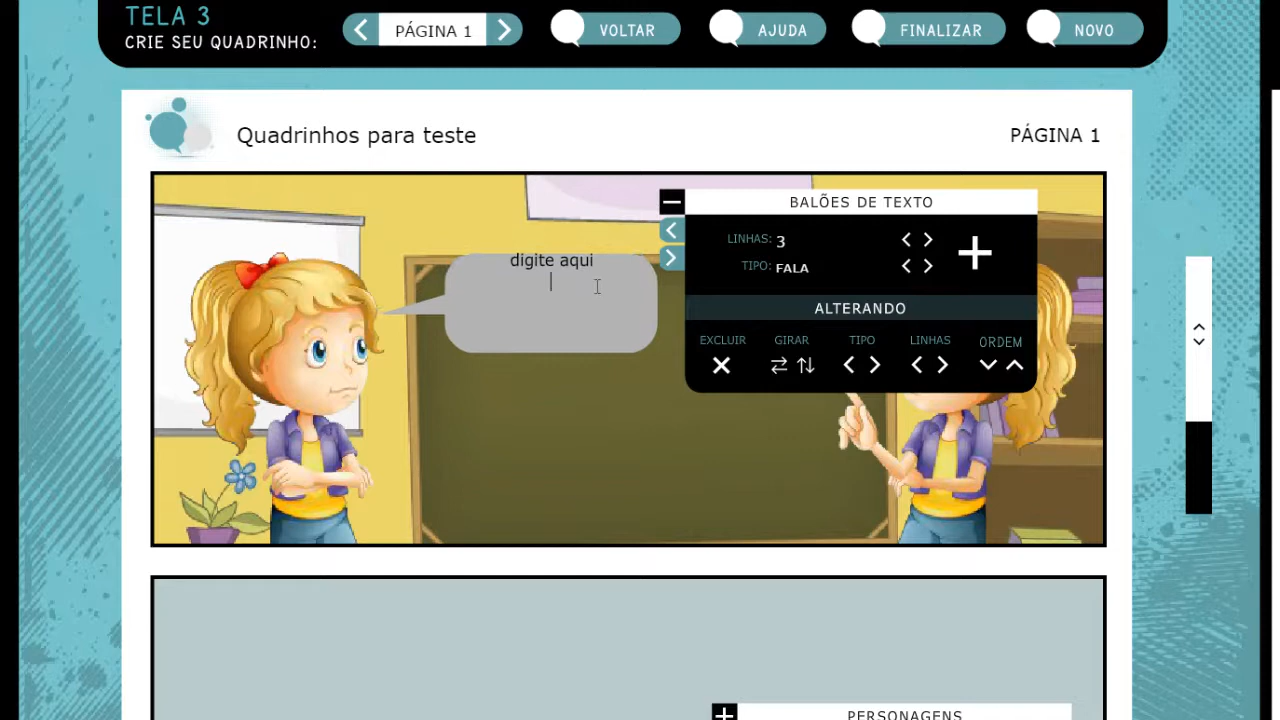 TELA 3
CRIE SEU QUADRINHO:
PÁGINA 1
VOLTAR
AJUDA
FINALIZAR
NOVO
Quadrinhos para teste
PÁGINA 1
digite aqui
BALÕES DE TEXTO
LINHAS: 3
TIPO: FALA
ALTERANDO
EXCLUIR GIRAR TIPO LINHAS ORDEM
PERSONAGENS